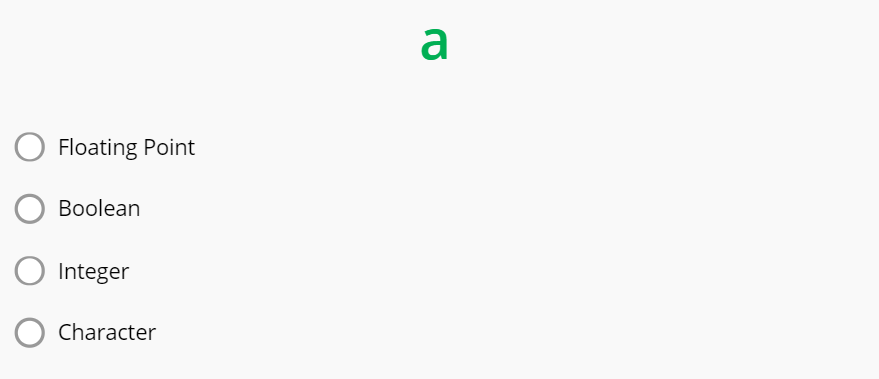 a
Floating Point
Boolean
Integer
Character